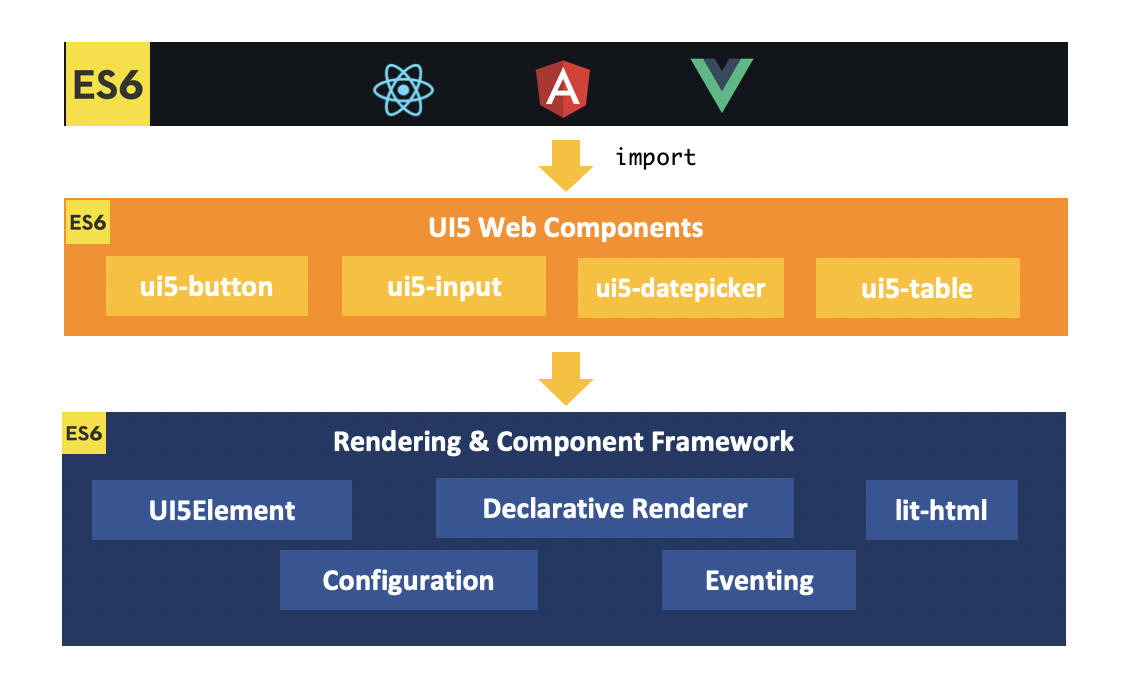 ES6
import
ES6
UI5 Web Components
ui5-button
ui5-input
ui5-datepicker
ui5-table
ES6
Rendering & Component Framework
UI5Element
Declarative Renderer
lit-html
Configuration
Eventing